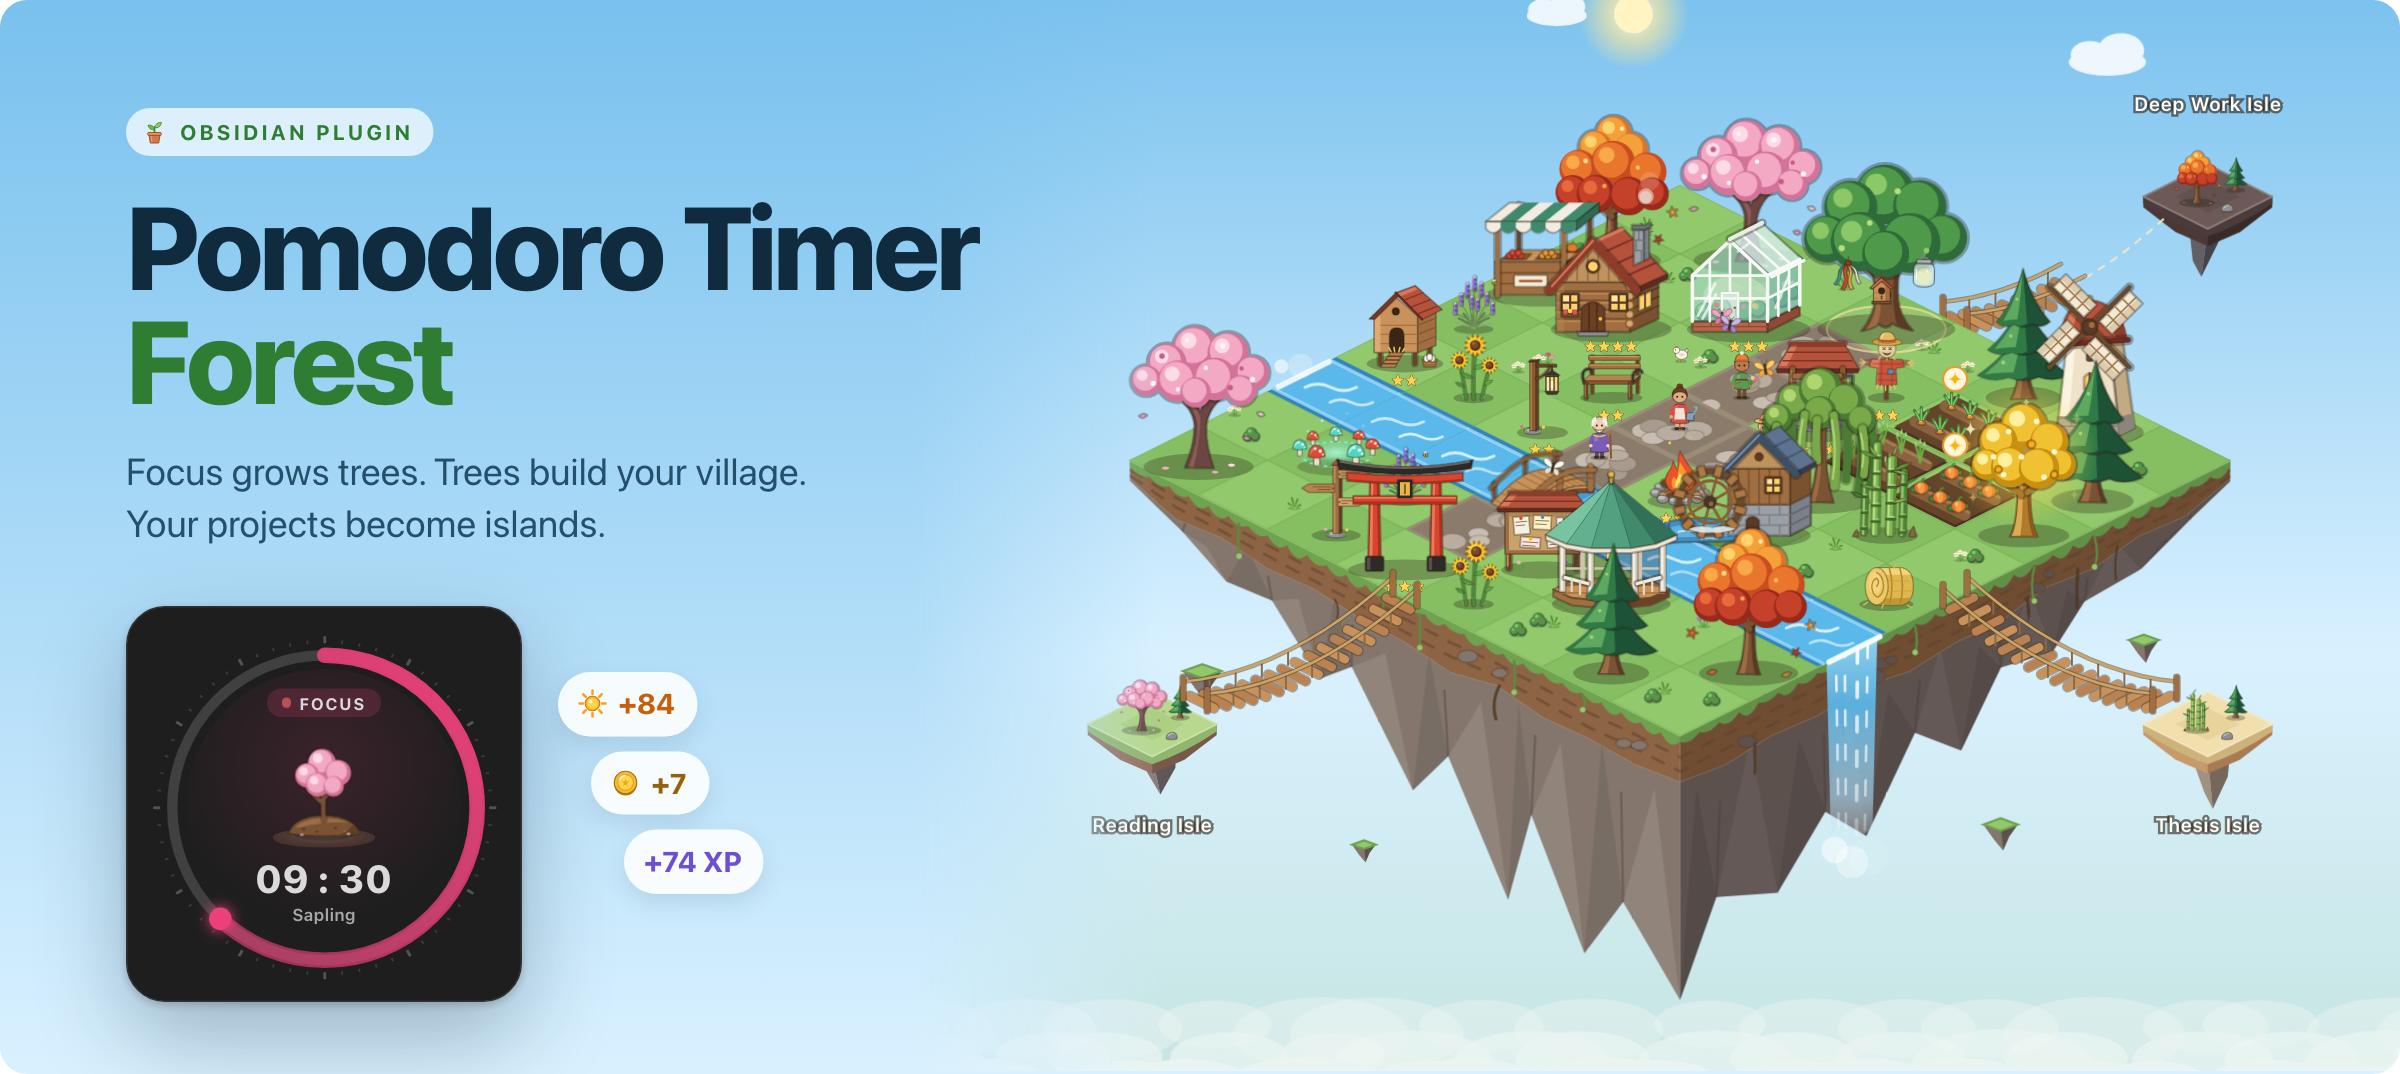 OBSIDIAN PLUGIN
Pomodoro Timer
Forest
Focus grows trees. Trees build your village.
Your projects become islands.
FOCUS
09:30
Sapling
+84
+7
+74 XP
Deep Work Isle
Reading Isle
Thesis Isle